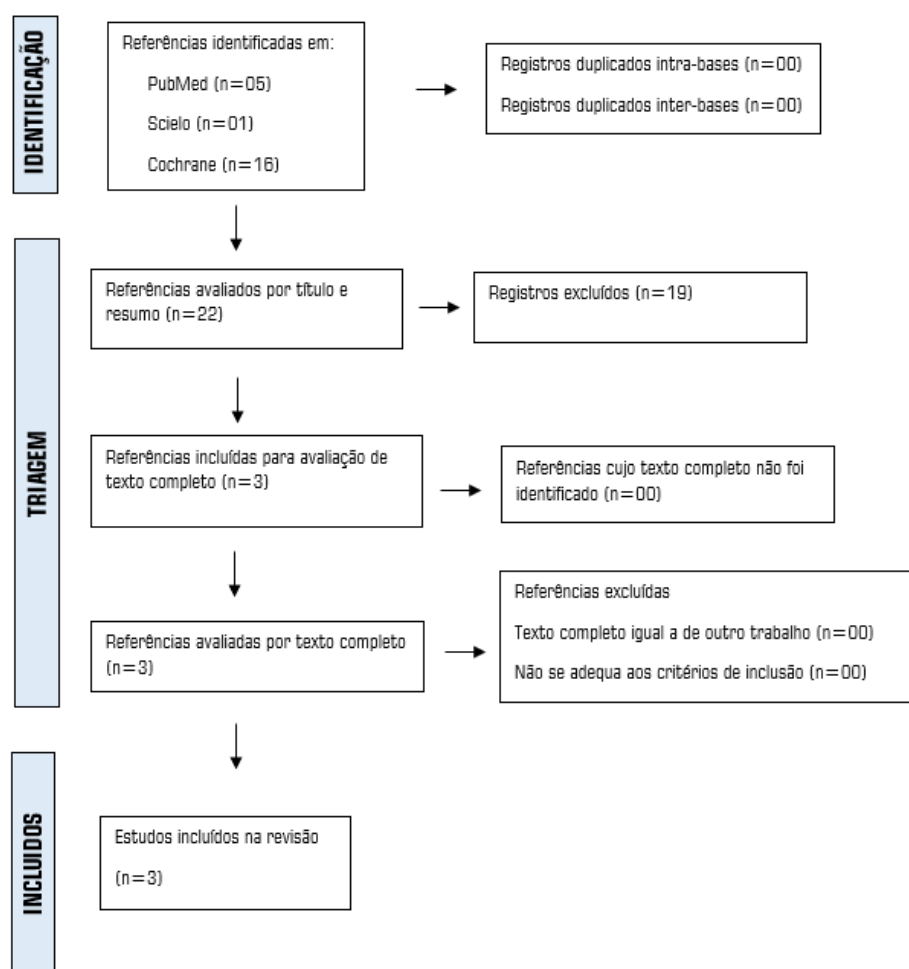 IDENTIFICAÇÃO
Referências identificadas em:
PubMed (n=05)
Scielo (n=01)
Cochrane (n=16)
Registros duplicados intra-bases (n=00)
Registros duplicados inter-bases (n=00)
TRIAGEM
Referências avaliados por título e
resumo (n=22)
Registros excluídos (n=19)
Referências incluídas para avaliação de
texto completo (n=3)
Referências cujo texto completo não foi
identificado (n=00)
Referências avaliadas por texto completo
(n=3)
Referências excluídas
Texto completo igual a de outro trabalho (n=00)
Não se adequa aos critérios de inclusão (n=00)
INCLUIDOS
Estudos incluídos na revisão
(n=3)